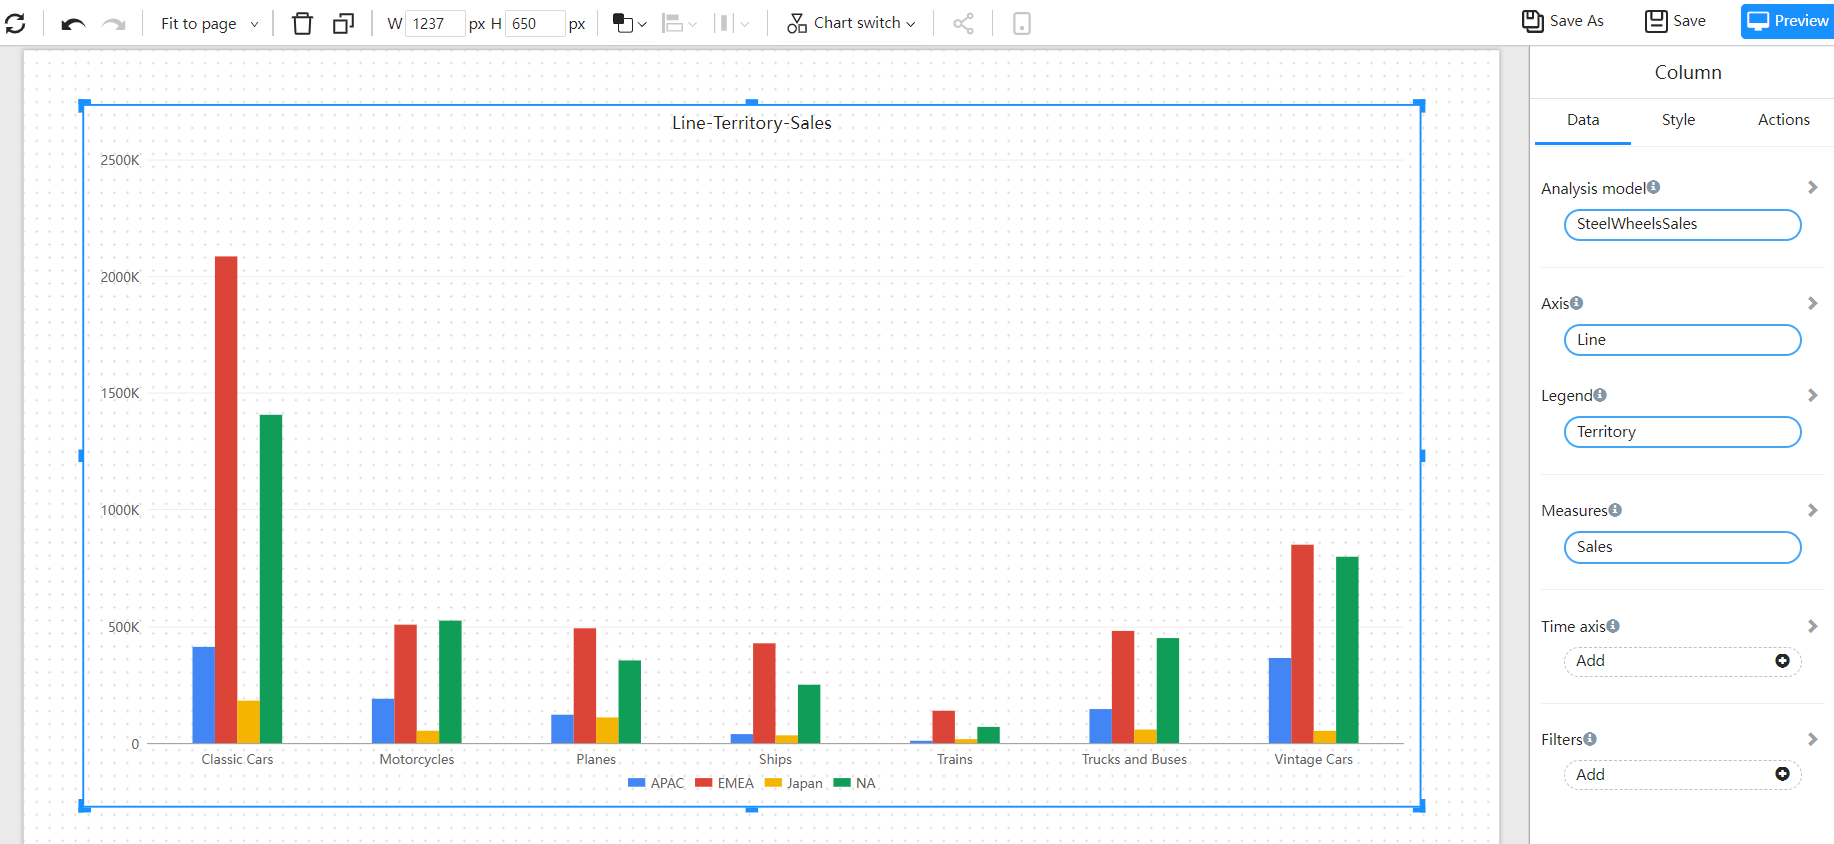 Fit to page W 1237 px H 650 px Chart switch Save As Save Preview
Column
Data Style Actions
Line-Territory-Sales
2500K
2000K
1500K
1000K
500K
0
Classic Cars Motorcycles Planes Ships Trains Trucks and Buses Vintage Cars
APAC EMEA Japan NA
Analysis model
SteelWheelsSales
Axis
Line
Legend
Territory
Measures
Sales
Time axis
Add
Filters
Add